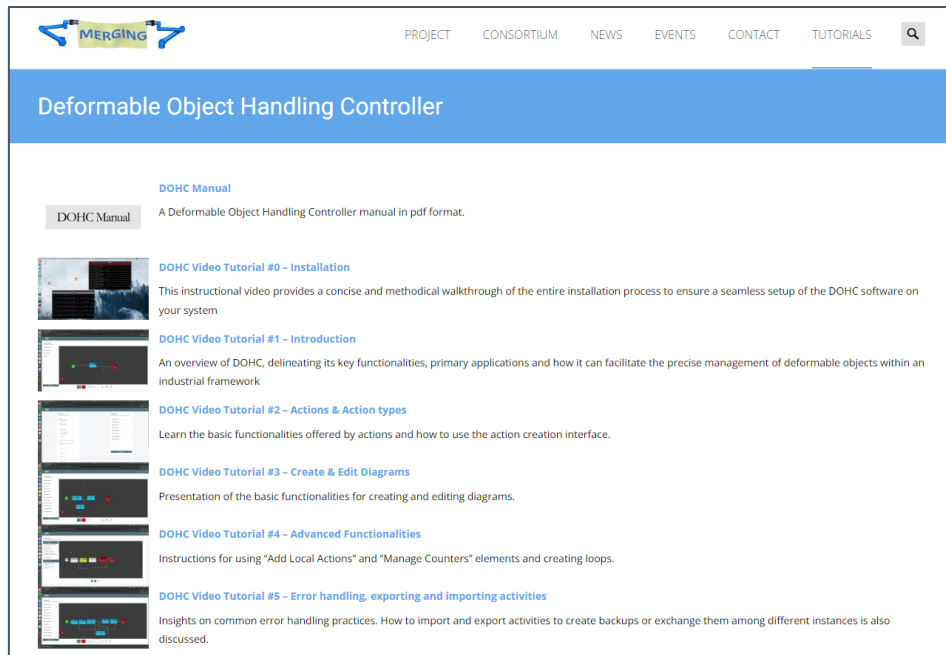 MERGING
PROJECT CONSORTIUM NEWS EVENTS CONTACT TUTORIALS
Deformable Object Handling Controller
DOHC Manual
DOHC Manual
A Deformable Object Handling Controller manual in pdf format.
DOHC Video Tutorial #0 – Installation
This instructional video provides a concise and methodical walkthrough of the entire installation process to ensure a seamless setup of the DOHC software on
your system
DOHC Video Tutorial #1 – Introduction
An overview of DOHC, delineating its key functionalities, primary applications and how it can facilitate the precise management of deformable objects within an
industrial framework
DOHC Video Tutorial #2 – Actions & Action types
Learn the basic functionalities offered by actions and how to use the action creation interface.
DOHC Video Tutorial #3 – Create & Edit Diagrams
Presentation of the basic functionalities for creating and editing diagrams.
DOHC Video Tutorial #4 – Advanced Functionalities
Instructions for using “Add Local Actions” and “Manage Counters” elements and creating loops.
DOHC Video Tutorial #5 – Error handling, exporting and importing activities
Insights on common error handling practices. How to import and export activities to create backups or exchange them among different instances is also
discussed.